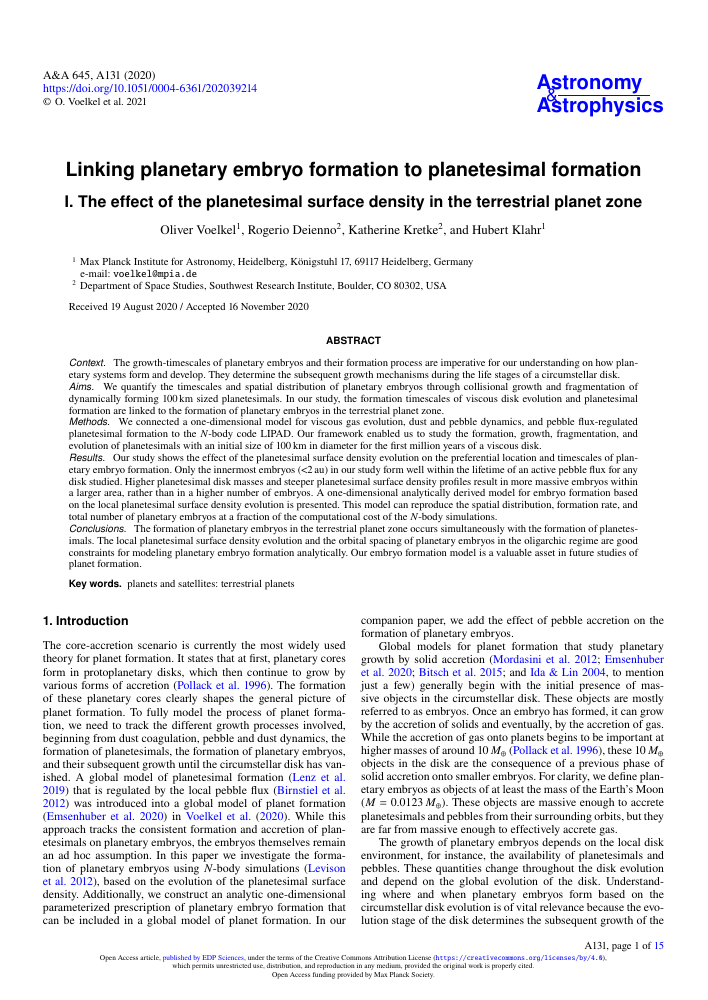 A&A 645, A131 (2020)
https://doi.org/10.1051/0004-6361/202039214
© O. Voelkel et al. 2021
Astronomy
&
Astrophysics
Linking planetary embryo formation to planetesimal formation
I. The effect of the planetesimal surface density in the terrestrial planet zone
Oliver Voelkel1, Rogerio Deienno2, Katherine Kretke2, and Hubert Klahr1
1 Max Planck Institute for Astronomy, Heidelberg, Königstuhl 17, 69117 Heidelberg, Germany
e-mail: voelkel@mpia.de
2 Department of Space Studies, Southwest Research Institute, Boulder, CO 80302, USA
Received 19 August 2020 / Accepted 16 November 2020
ABSTRACT
Context. The growth-timescales of planetary embryos and their formation process are imperative for our understanding on how plan-
etary systems form and develop. They determine the subsequent growth mechanisms during the life stages of a circumstellar disk.
Aims. We quantify the timescales and spatial distribution of planetary embryos through collisional growth and fragmentation of
dynamically forming 100 km sized planetesimals. In our study, the formation timescales of viscous disk evolution and planetesimal
formation are linked to the formation of planetary embryos in the terrestrial planet zone.
Methods. We connected a one-dimensional model for viscous gas evolution, dust and pebble dynamics, and pebble flux-regulated
planetesimal formation to the N-body code LIPAD. Our framework enabled us to study the formation, growth, fragmentation, and
evolution of planetesimals with an initial size of 100 km in diameter for the first million years of a viscous disk.
Results. Our study shows the effect of the planetesimal surface density evolution on the preferential location and timescales of plan-
etary embryo formation. Only the innermost embryos (<2 au) in our study form well within the lifetime of an active pebble flux for any
disk studied. Higher planetesimal disk masses and steeper planetesimal surface density profiles result in more massive embryos within
a larger area, rather than in a higher number of embryos. A one-dimensional analytically derived model for embryo formation based
on the local planetesimal surface density evolution is presented. This model can reproduce the spatial distribution, formation rate, and
total number of planetary embryos at a fraction of the computational cost of the N-body simulations.
Conclusions. The formation of planetary embryos in the terrestrial planet zone occurs simultaneously with the formation of planetes-
imals. The local planetesimal surface density evolution and the orbital spacing of planetary embryos in the oligarchic regime are good
constraints for modeling planetary embryo formation analytically. Our embryo formation model is a valuable asset in future studies of
planet formation.
Key words. planets and satellites: terrestrial planets
1. Introduction
The core-accretion scenario is currently the most widely used
theory for planet formation. It states that at first, planetary cores
form in protoplanetary disks, which then continue to grow by
various forms of accretion (Pollack et al. 1996). The formation
of these planetary cores clearly shapes the general picture of
planet formation. To fully model the process of planet forma-
tion, we need to track the different growth processes involved,
beginning from dust coagulation, pebble and dust dynamics, the
formation of planetesimals, the formation of planetary embryos,
and their subsequent growth until the circumstellar disk has van-
ished. A global model of planetesimal formation (Lenz et al.
2019) that is regulated by the local pebble flux (Birnstiel et al.
2012) was introduced into a global model of planet formation
(Emsenhuber et al. 2020) in Voelkel et al. (2020). While this
approach tracks the consistent formation and accretion of plan-
etesimals on planetary embryos, the embryos themselves remain
an ad hoc assumption. In this paper we investigate the forma-
tion of planetary embryos using N-body simulations (Levison
et al. 2012), based on the evolution of the planetesimal surface
density. Additionally, we construct an analytic one-dimensional
parameterized prescription of planetary embryo formation that
can be included in a global model of planet formation. In our
companion paper, we add the effect of pebble accretion on the
formation of planetary embryos.
Global models for planet formation that study planetary
growth by solid accretion (Mordasini et al. 2012; Emsenhuber
et al. 2020; Bitsch et al. 2015; and Ida & Lin 2004, to mention
just a few) generally begin with the initial presence of mas-
sive objects in the circumstellar disk. These objects are mostly
referred to as embryos. Once an embryo has formed, it can grow
by the accretion of solids and eventually, by the accretion of gas.
While the accretion of gas onto planets begins to be important at
higher masses of around 10 M⊕ (Pollack et al. 1996), these 10 M⊕
objects in the disk are the consequence of a previous phase of
solid accretion onto smaller embryos. For clarity, we define plan-
etary embryos as objects of at least the mass of the Earth's Moon
(M = 0.0123 M⊕). These objects are massive enough to accrete
planetesimals and pebbles from their surrounding orbits, but they
are far from massive enough to effectively accrete gas.
The growth of planetary embryos depends on the local disk
environment, for instance, the availability of planetesimals and
pebbles. These quantities change throughout the disk evolution
and depend on the global evolution of the disk. Understand-
ing where and when planetary embryos form based on the
circumstellar disk evolution is of vital relevance because the evo-
lution stage of the disk determines the subsequent growth of the
A131, page 1 of 15
Open Access article, published by EDP Sciences, under the terms of the Creative Commons Attribution License (https://creativecommons.org/licenses/by/4.0),
which permits unrestricted use, distribution, and reproduction in any medium, provided the original work is properly cited.
Open Access funding provided by Max Planck Society.